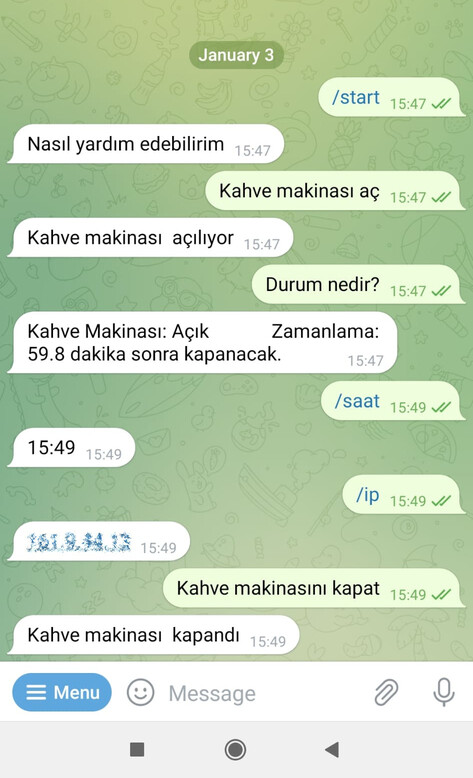 January 3
/start 15:47
Nasıl yardım edebilirim 15:47
Kahve makinası aç 15:47
Kahve makinası açılıyor 15:47
Durum nedir? 15:47
Kahve Makinası: Açık Zamanlama:
59.8 dakika sonra kapanacak. 15:47
/saat 15:49
15:49 15:49
/ip 15:49
15:49
Kahve makinasını kapat 15:49
Kahve makinası kapandı 15:49
Menu Message